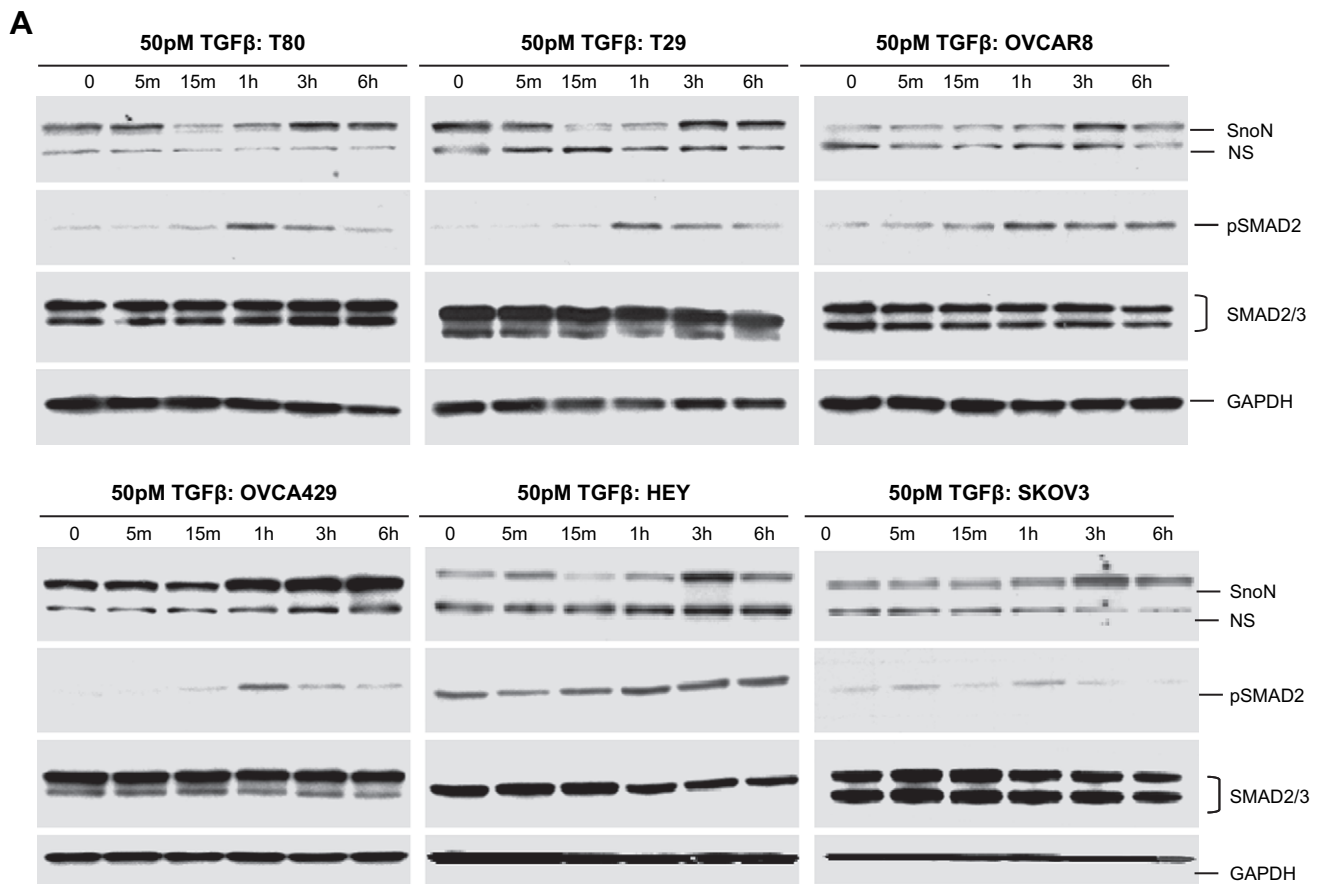 A
50pM TGFβ: T80 50pM TGFβ: T29 50pM TGFβ: OVCAR8
0 5m 15m 1h 3h 6h 0 5m 15m 1h 3h 6h 0 5m 15m 1h 3h 6h
SnoN
NS
pSMAD2
SMAD2/3
GAPDH
50pM TGFβ: OVCA429 50pM TGFβ: HEY 50pM TGFβ: SKOV3
0 5m 15m 1h 3h 6h 0 5m 15m 1h 3h 6h 0 5m 15m 1h 3h 6h
SnoN
NS
pSMAD2
SMAD2/3
GAPDH